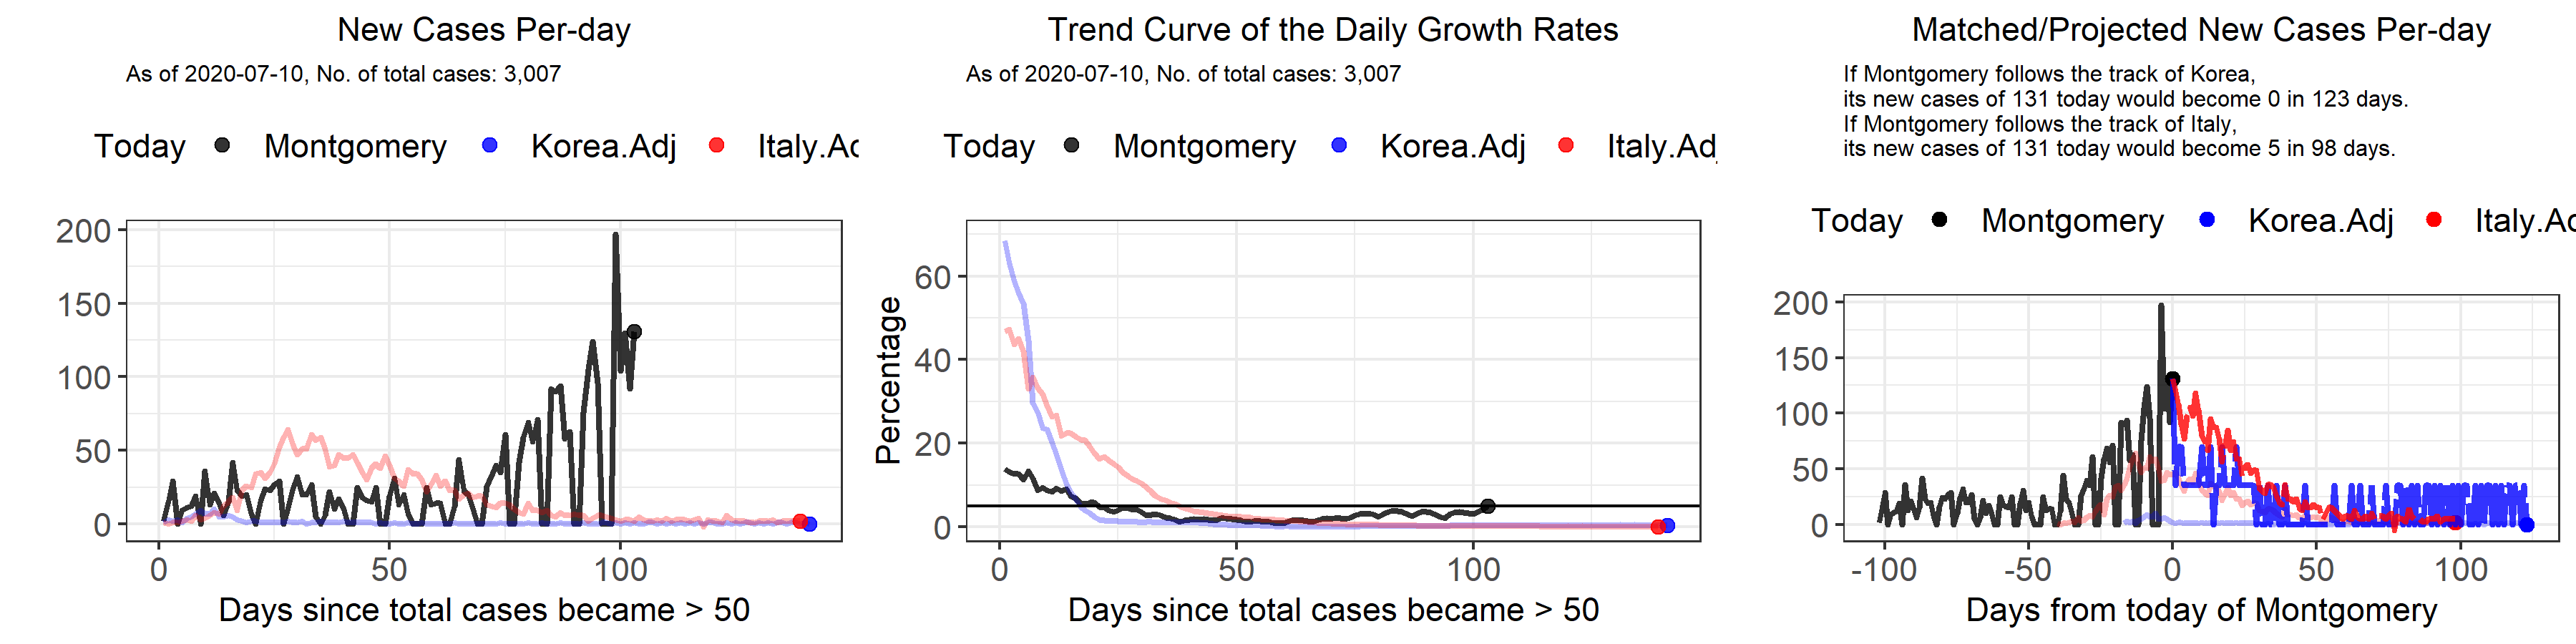 New Cases Per-day
As of 2020-07-10, No. of total cases: 3,007
Today Montgomery Korea.Adj Italy.Ac
200
150
100
50
0
0 50 100
Days since total cases became > 50
Trend Curve of the Daily Growth Rates
As of 2020-07-10, No. of total cases: 3,007
Today Montgomery Korea.Adj Italy.Adj
Percentage
60
40
20
0
0 50 100
Days since total cases became > 50
Matched/Projected New Cases Per-day
If Montgomery follows the track of Korea,
its new cases of 131 today would become 0 in 123 days.
If Montgomery follows the track of Italy,
its new cases of 131 today would become 5 in 98 days.
Today Montgomery Korea.Adj Italy.Ac
200
150
100
50
0
-100 -50 0 50 100
Days from today of Montgomery